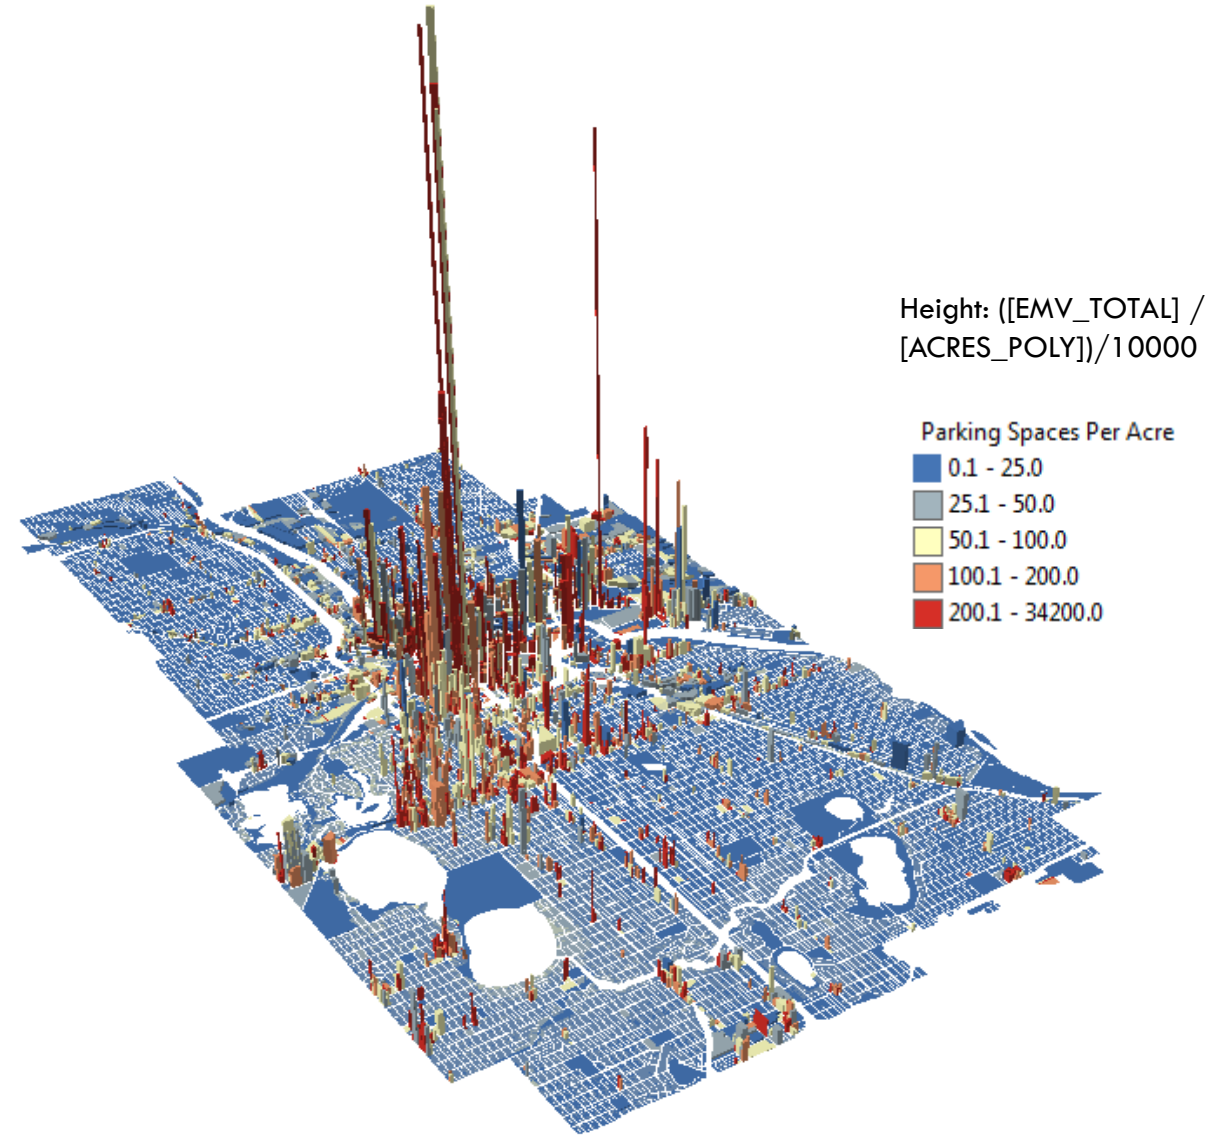 Height: ([EMV_TOTAL] /
[ACRES_POLY])/10000
Parking Spaces Per Acre
0.1 - 25.0
25.1 - 50.0
50.1 - 100.0
100.1 - 200.0
200.1 - 34200.0